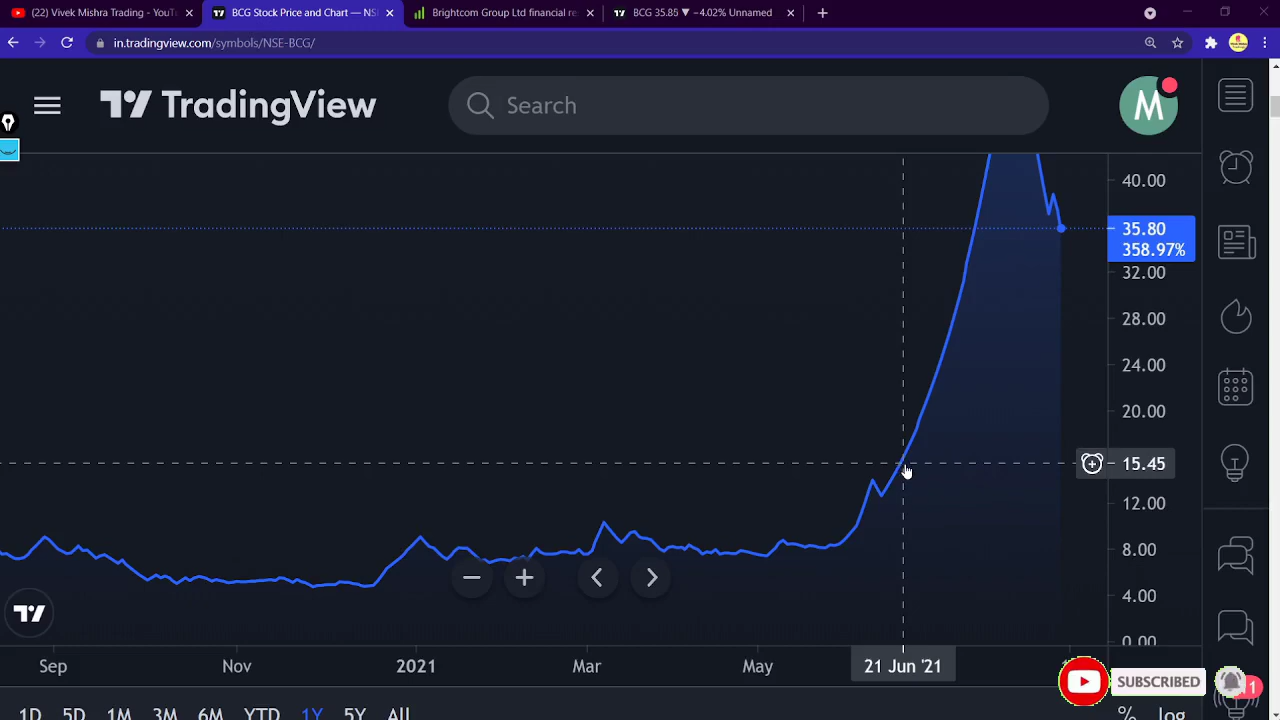 (22) Vivek Mishra Trading - YouTu
BCG Stock Price and Chart — NS
Brightcom Group Ltd financial re
BCG 35.85 ▼ −4.02% Unnamed
in.tradingview.com/symbols/NSE-BCG/
TradingView
Search
M
40.00
35.80
358.97%
32.00
28.00
24.00
20.00
15.45
12.00
8.00
4.00
0.00
Sep
Nov
2021
Mar
May
21 Jun '21
SUBSCRIBED
1
1D
5D
1M
3M
6M
YTD
1Y
5Y
All
%
log